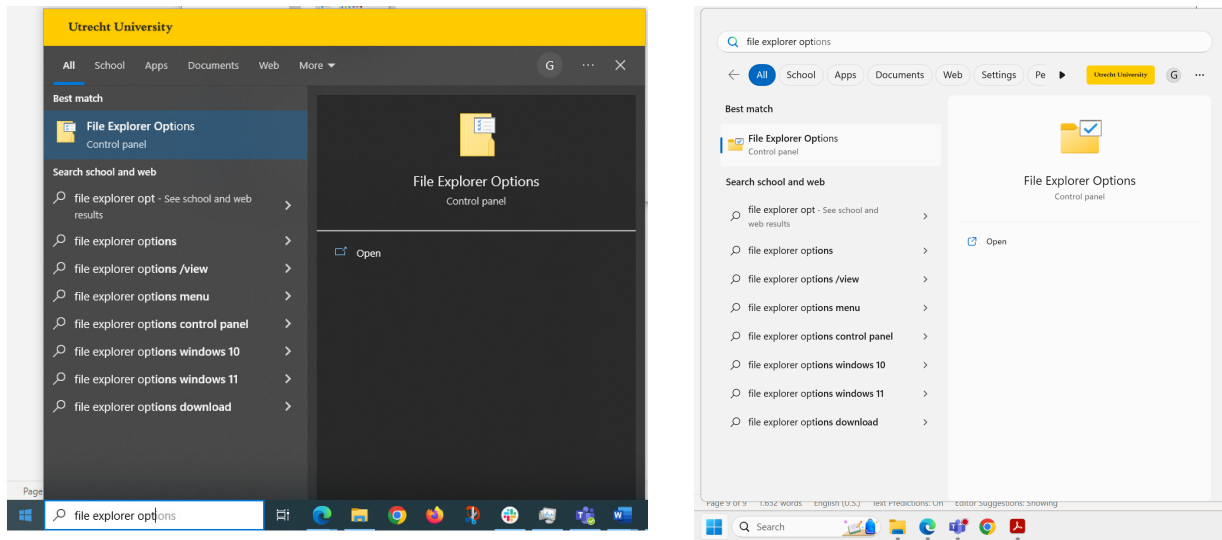 Utrecht University
All School Apps Documents Web More G
Best match
File Explorer Options
Control panel
Search school and web
file explorer opt - See school and web
results
file explorer options
file explorer options /view
file explorer options menu
file explorer options control panel
file explorer options windows 10
file explorer options windows 11
file explorer options download
File Explorer Options
Control panel
Open
Page
file explorer options
file explorer options
All School Apps Documents Web Settings Pe Utrecht University G
Best match
File Explorer Options
Control panel
Search school and web
file explorer opt - See school and
web results
file explorer options
file explorer options /view
file explorer options menu
file explorer options control panel
file explorer options windows 10
file explorer options windows 11
file explorer options download
File Explorer Options
Control panel
Open
Page 9 of 9 1.652 words English (U.S.) Text Predictions: On Editor Suggestions: Showing
Search